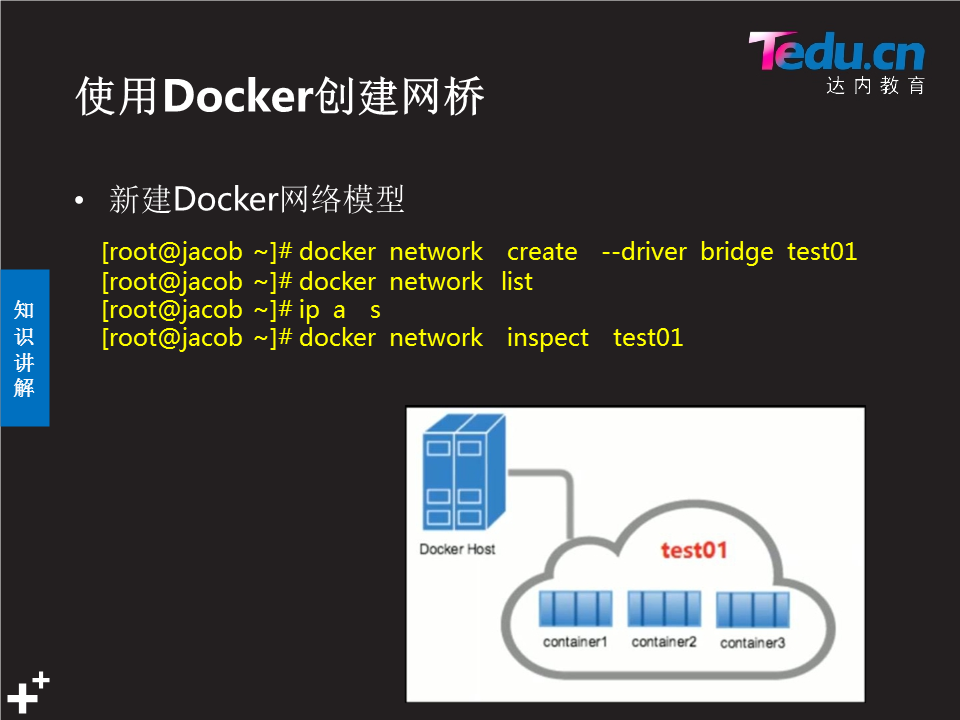 Tedu.cn
达内教育
使用Docker创建网桥
• 新建Docker网络模型
[root@jacob ~]# docker network create --driver bridge test01
[root@jacob ~]# docker network list
[root@jacob ~]# ip a s
[root@jacob ~]# docker network inspect test01
知识讲解
Docker Host
test01
container1 container2 container3